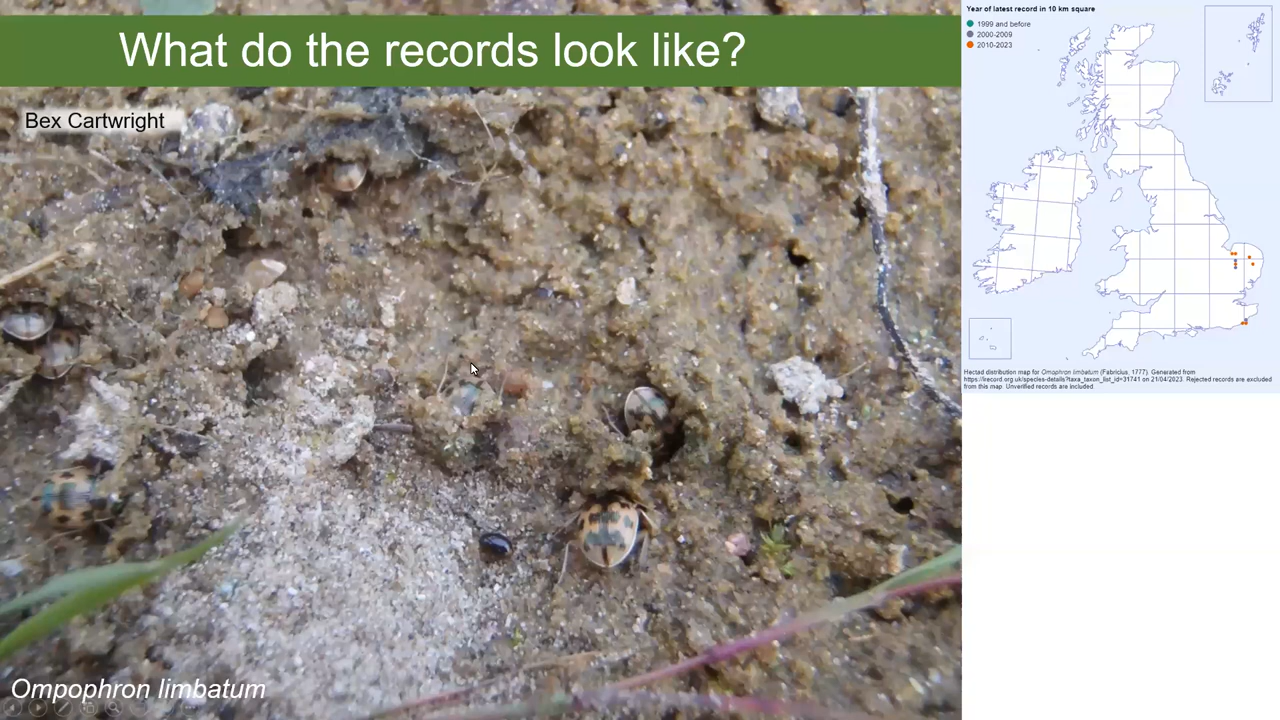 What do the records look like?
Bex Cartwright
Ompophron limbatum
Year of latest record in 10 km square
1999 and before
2000-2009
2010-2023
Hectad distribution map for Omophron limbatum (Fabricius, 1777). Generated from
https://irecord.org.uk/species-details?taxa_taxon_list_id=31741 on 21/04/2023. Rejected records are excluded
from this map. Unverified records are included.